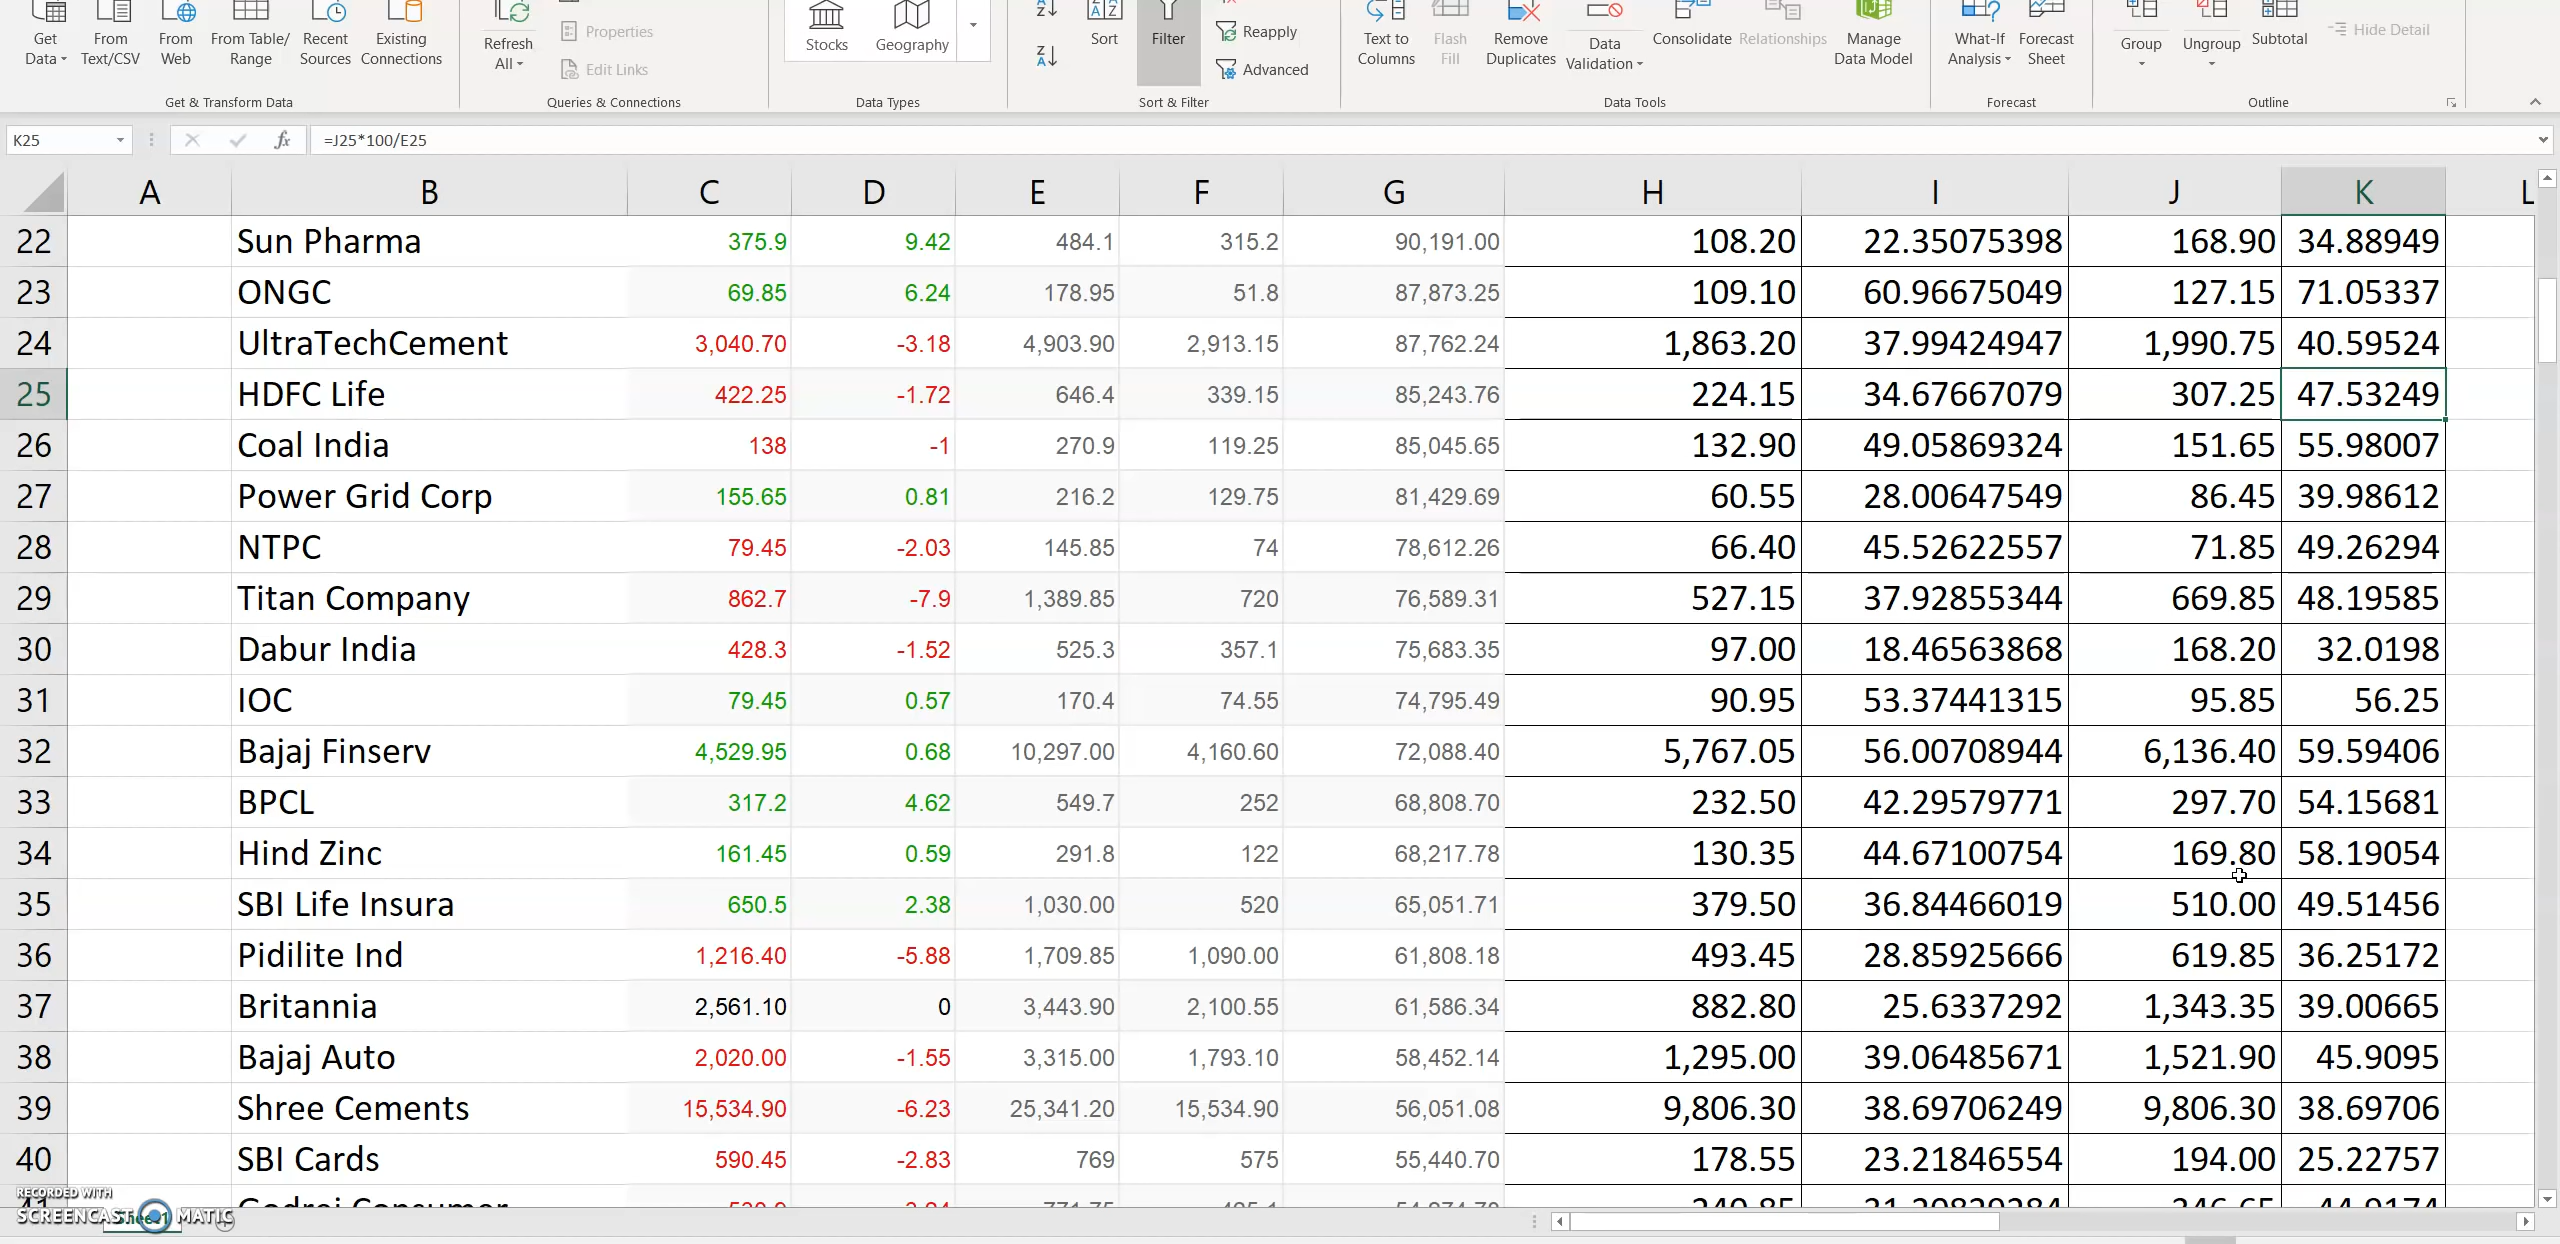 Get Data
From Text/CSV
From Web
From Table/ Range
Recent Sources
Existing Connections
Get & Transform Data
Refresh All
Properties
Edit Links
Queries & Connections
Stocks
Geography
Data Types
Sort
Filter
Reapply
Advanced
Sort & Filter
Text to Columns
Flash Fill
Remove Duplicates
Data Validation
Consolidate
Relationships
Manage Data Model
Data Tools
What-If Analysis
Forecast Sheet
Forecast
Group
Ungroup
Subtotal
Hide Detail
Outline
K25 fx =J25*100/E25
A B C D E F G H I J K L
22 Sun Pharma 375.9 9.42 484.1 315.2 90,191.00 108.20 22.35075398 168.90 34.88949
23 ONGC 69.85 6.24 178.95 51.8 87,873.25 109.10 60.96675049 127.15 71.05337
24 UltraTechCement 3,040.70 -3.18 4,903.90 2,913.15 87,762.24 1,863.20 37.99424947 1,990.75 40.59524
25 HDFC Life 422.25 -1.72 646.4 339.15 85,243.76 224.15 34.67667079 307.25 47.53249
26 Coal India 138 -1 270.9 119.25 85,045.65 132.90 49.05869324 151.65 55.98007
27 Power Grid Corp 155.65 0.81 216.2 129.75 81,429.69 60.55 28.00647549 86.45 39.98612
28 NTPC 79.45 -2.03 145.85 74 78,612.26 66.40 45.52622557 71.85 49.26294
29 Titan Company 862.7 -7.9 1,389.85 720 76,589.31 527.15 37.92855344 669.85 48.19585
30 Dabur India 428.3 -1.52 525.3 357.1 75,683.35 97.00 18.46563868 168.20 32.0198
31 IOC 79.45 0.57 170.4 74.55 74,795.49 90.95 53.37441315 95.85 56.25
32 Bajaj Finserv 4,529.95 0.68 10,297.00 4,160.60 72,088.40 5,767.05 56.00708944 6,136.40 59.59406
33 BPCL 317.2 4.62 549.7 252 68,808.70 232.50 42.29579771 297.70 54.15681
34 Hind Zinc 161.45 0.59 291.8 122 68,217.78 130.35 44.67100754 169.80 58.19054
35 SBI Life Insura 650.5 2.38 1,030.00 520 65,051.71 379.50 36.84466019 510.00 49.51456
36 Pidilite Ind 1,216.40 -5.88 1,709.85 1,090.00 61,808.18 493.45 28.85925666 619.85 36.25172
37 Britannia 2,561.10 0 3,443.90 2,100.55 61,586.34 882.80 25.6337292 1,343.35 39.00665
38 Bajaj Auto 2,020.00 -1.55 3,315.00 1,793.10 58,452.14 1,295.00 39.06485671 1,521.90 45.9095
39 Shree Cements 15,534.90 -6.23 25,341.20 15,534.90 56,051.08 9,806.30 38.69706249 9,806.30 38.69706
40 SBI Cards 590.45 -2.83 769 575 55,440.70 178.55 23.21846554 194.00 25.22757
RECORDED WITH
SCREENCAST MATIC